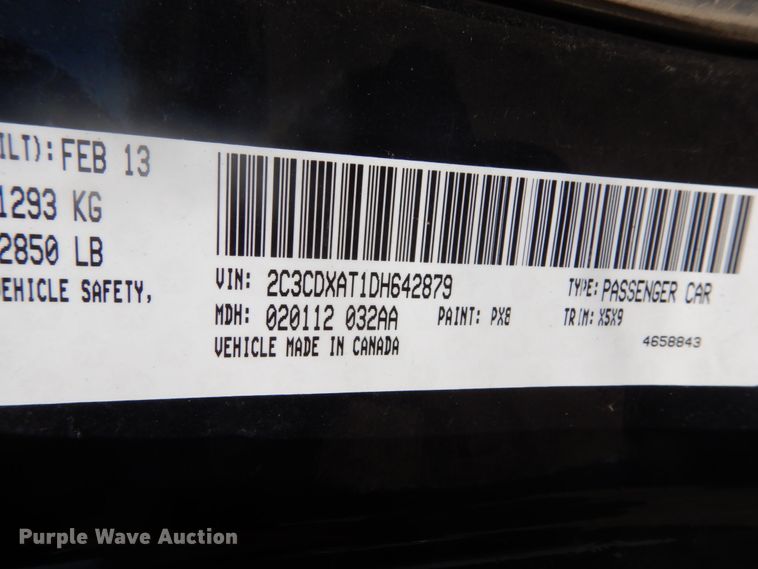 ILT): FEB 13
1293 KG
2850 LB
VEHICLE SAFETY,
VIN: 2C3CDXAT1DH642879
TYPE: PASSENGER CAR
MDH: 020112 032AA
PAINT: PX8
TRIM: X5X9
VEHICLE MADE IN CANADA
4658843
Purple Wave Auction